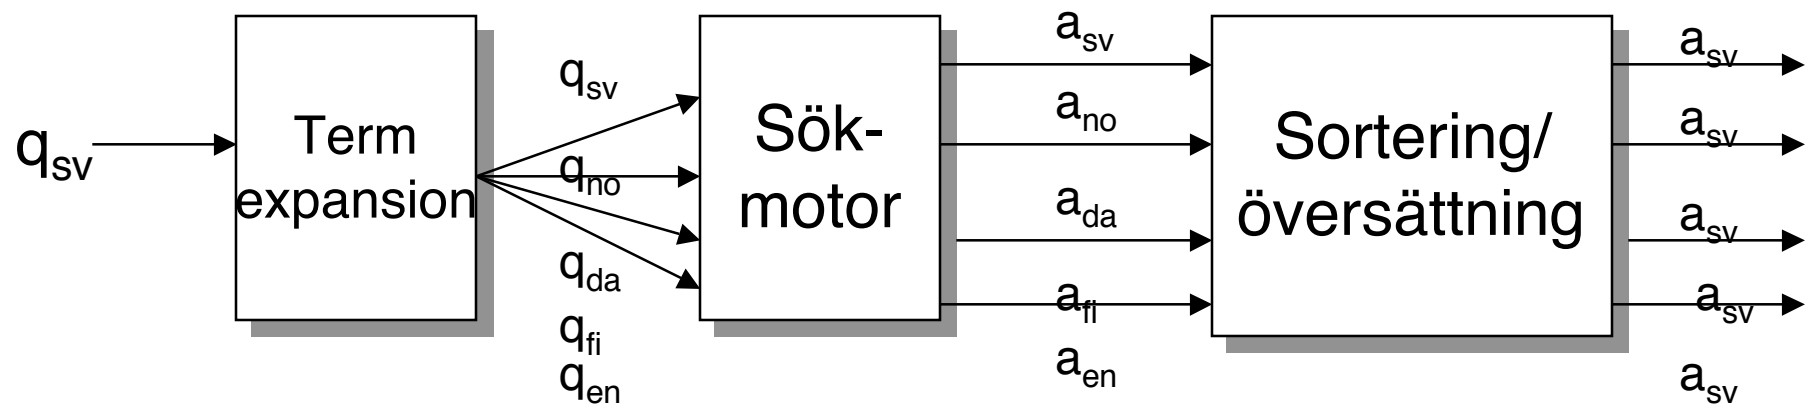 q_sv
Term
expansion
q_sv
q_no
q_da
q_fi
q_en
Sök-
motor
a_sv
a_no
a_da
a_fi
a_en
Sortering/
översättning
a_sv
a_sv
a_sv
a_sv
a_sv